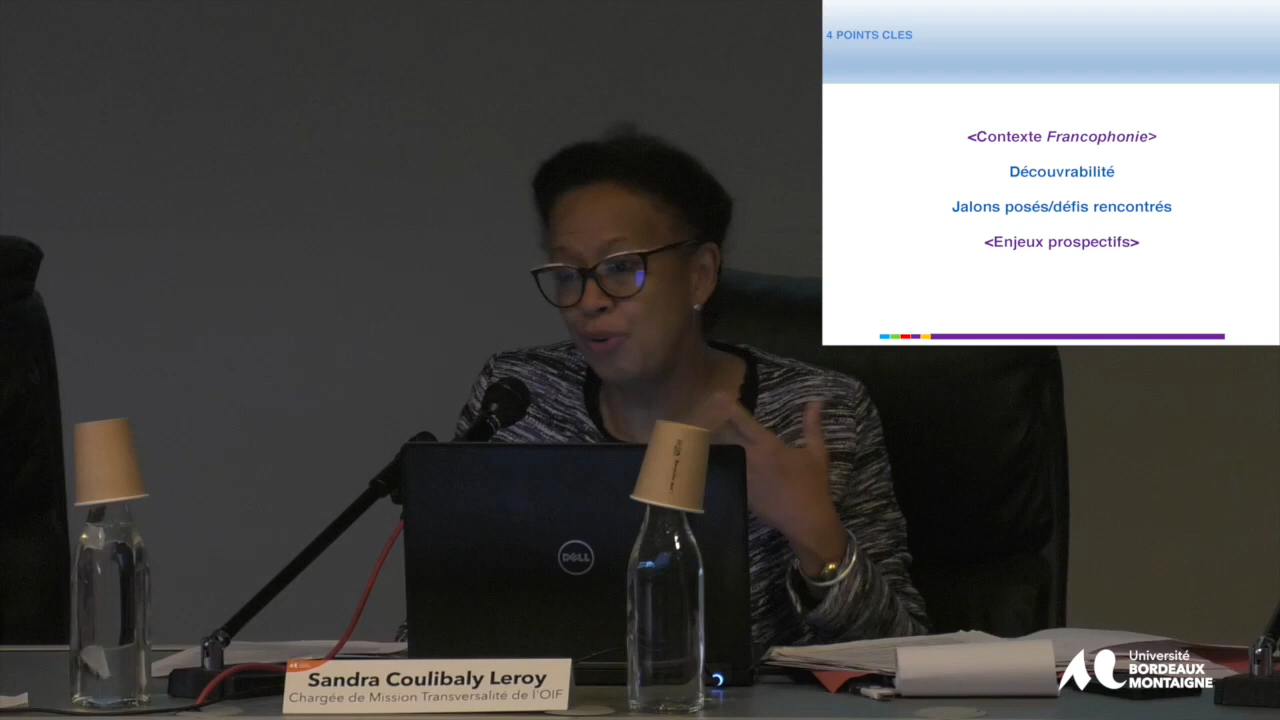 4 POINTS CLES
<Contexte Francophonie>
Découvrabilité
Jalons posés/défis rencontrés
<Enjeux prospectifs>
DELL
Sandra Coulibaly Leroy
Chargée de Mission Transversalité de l'OIF
Université
BORDEAUX
MONTAIGNE